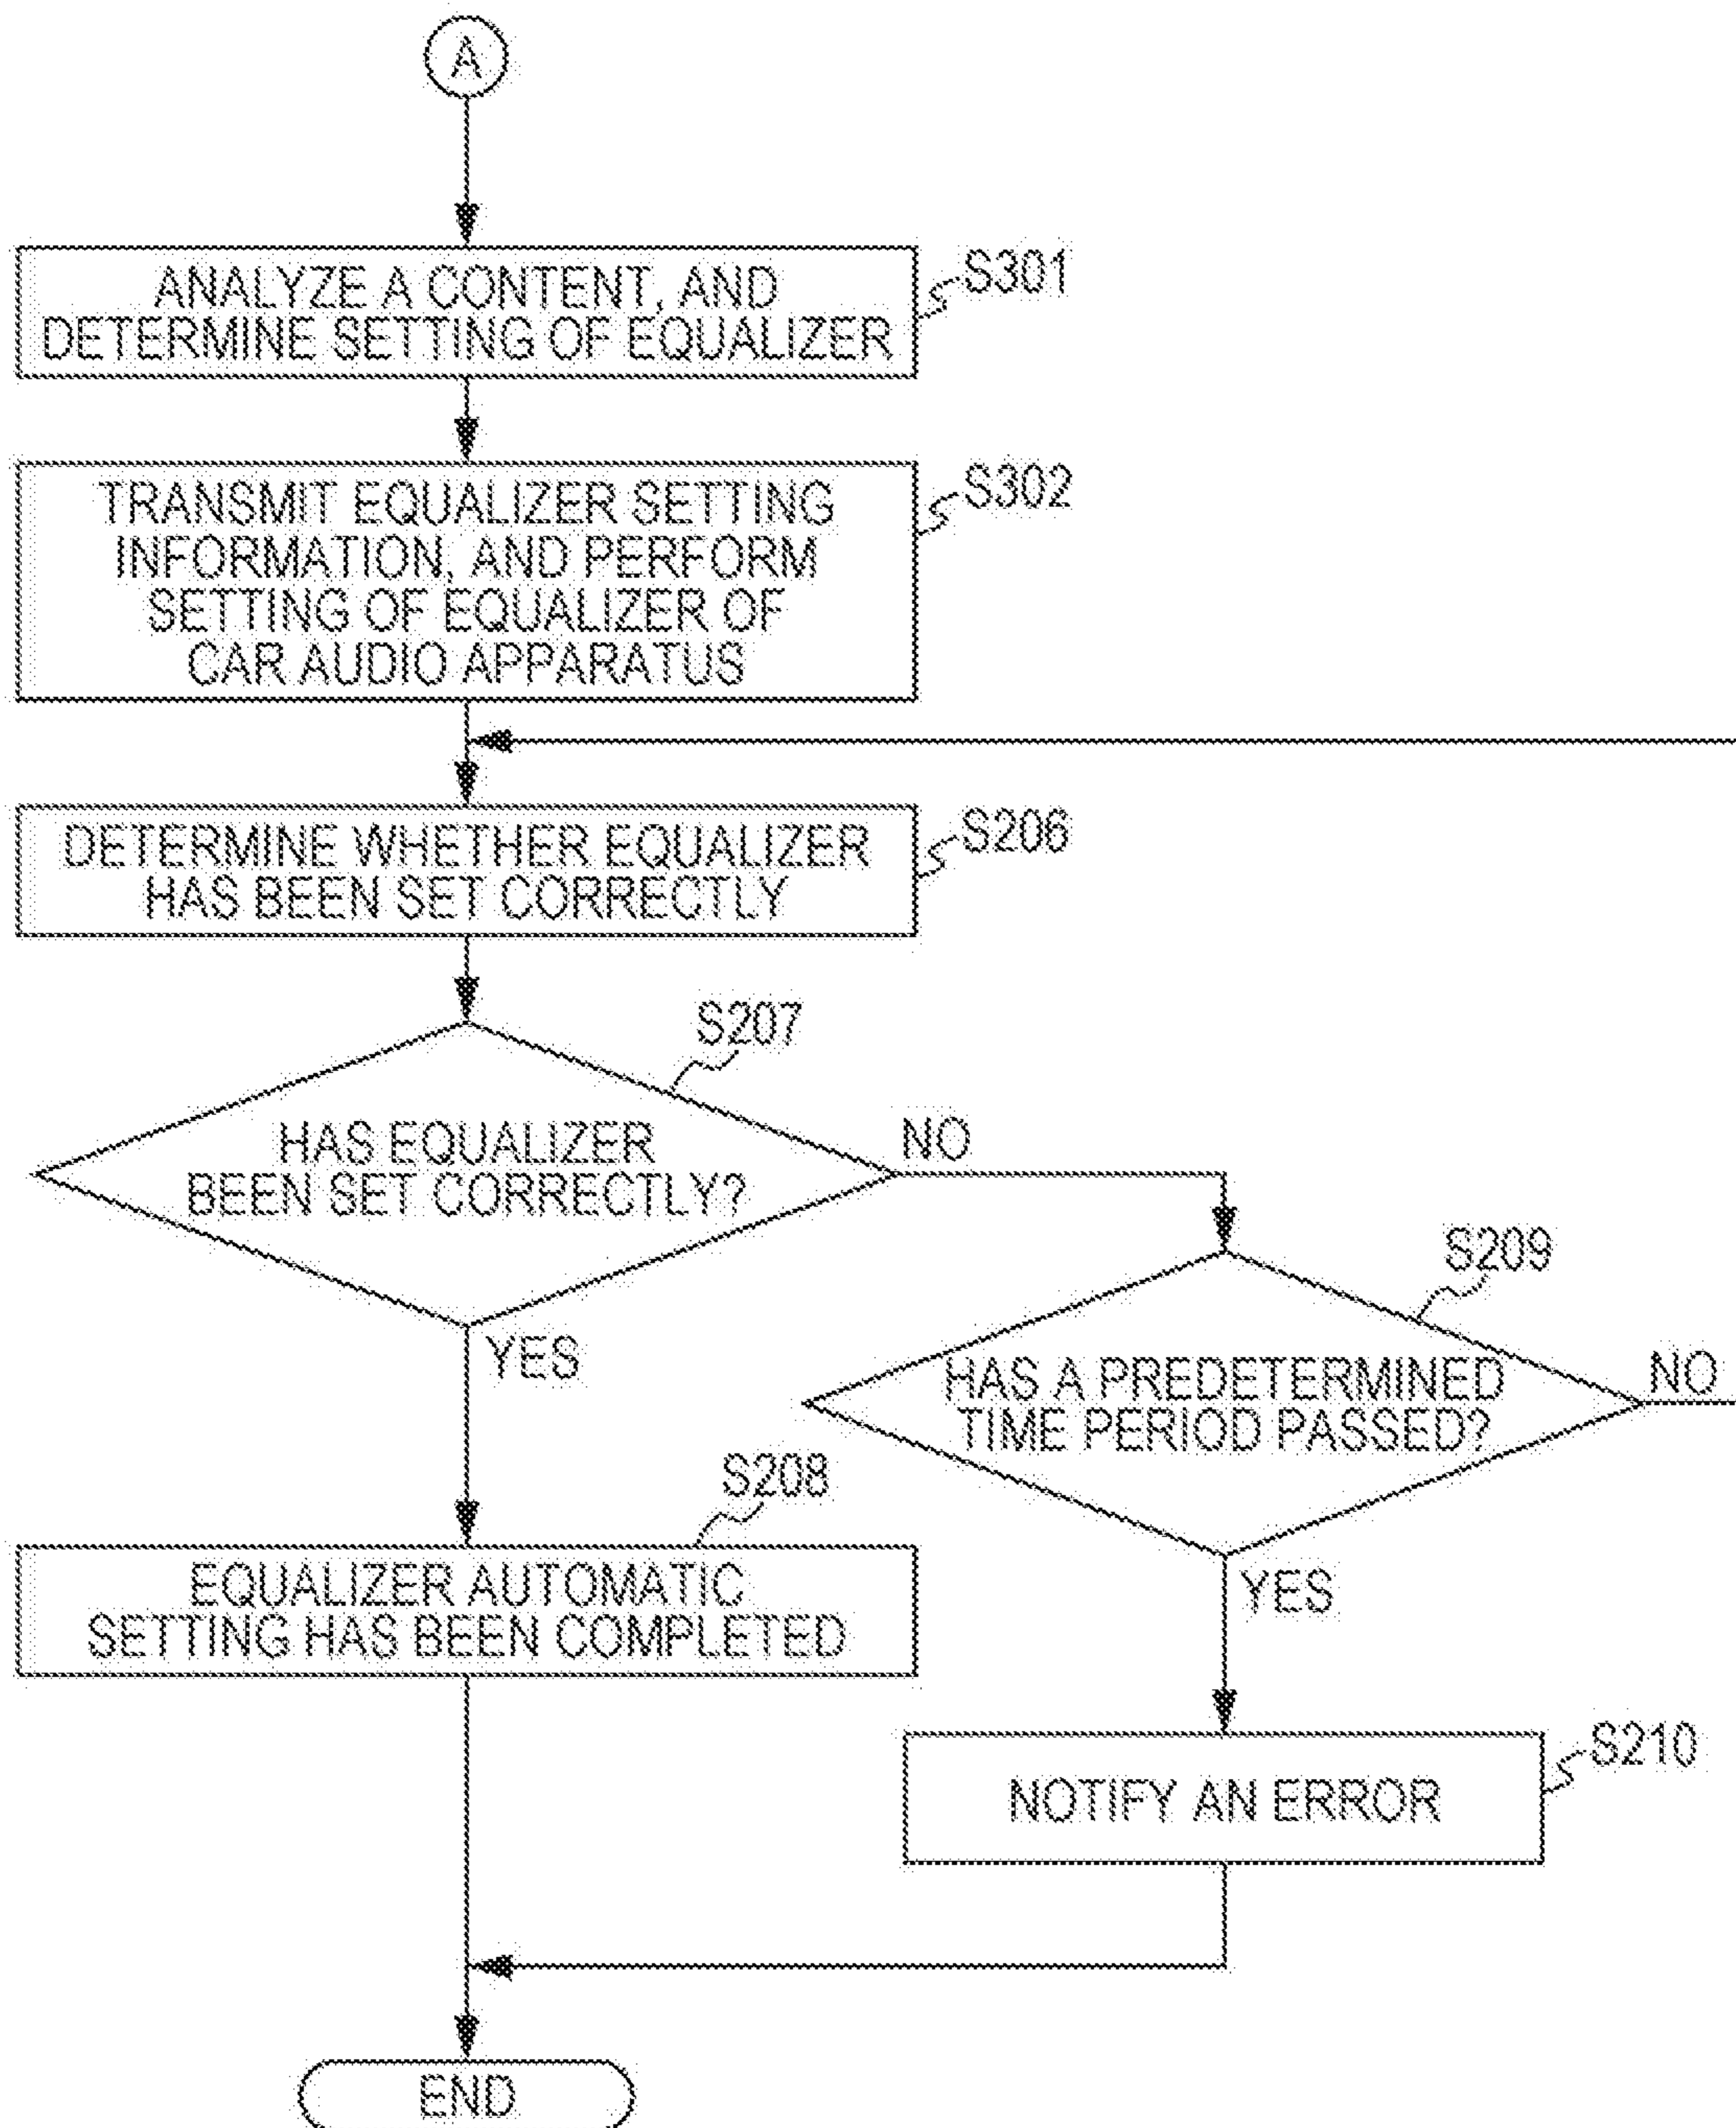 A
ANALYZE A CONTENT, AND
DETERMINE SETTING OF EQUALIZER
S301
TRANSMIT EQUALIZER SETTING
INFORMATION, AND PERFORM
SETTING OF EQUALIZER OF
CAR AUDIO APPARATUS
S302
DETERMINE WHETHER EQUALIZER
HAS BEEN SET CORRECTLY
S206
S207
HAS EQUALIZER
BEEN SET CORRECTLY?
NO
YES
S209
HAS A PREDETERMINED
TIME PERIOD PASSED?
NO
YES
S208
EQUALIZER AUTOMATIC
SETTING HAS BEEN COMPLETED
S210
NOTIFY AN ERROR
END